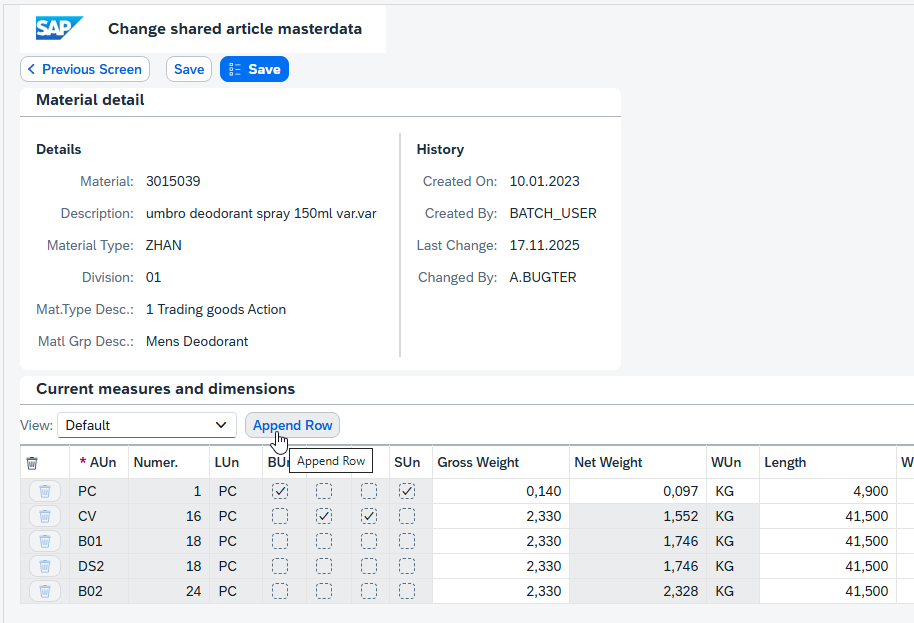 SAP Change shared article masterdata
Previous Screen Save Save
Material detail
Details
Material: 3015039
Description: umbro deodorant spray 150ml var.var
Material Type: ZHAN
Division: 01
Mat.Type Desc.: 1 Trading goods Action
Matl Grp Desc.: Mens Deodorant
History
Created On: 10.01.2023
Created By: BATCH_USER
Last Change: 17.11.2025
Changed By: A.BUGTER
Current measures and dimensions
View: Default Append Row
* AUn Numer. LUn BUn SUn Gross Weight Net Weight WUn Length W
Append Row
PC 1 PC 0,140 0,097 KG 4,900
CV 16 PC 2,330 1,552 KG 41,500
B01 18 PC 2,330 1,746 KG 41,500
DS2 18 PC 2,330 1,746 KG 41,500
B02 24 PC 2,330 2,328 KG 41,500